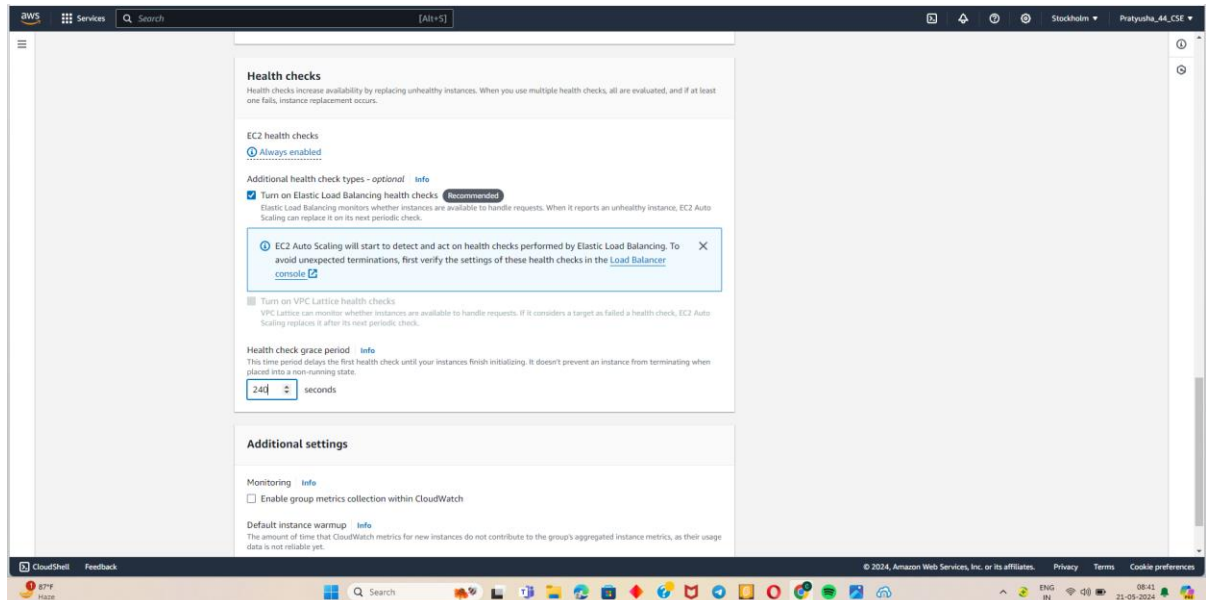 aws
Services
Search
[Alt+S]
Stockholm
Pratyusha_44_CSE
Health checks
Health checks increase availability by replacing unhealthy instances. When you use multiple health checks, all are evaluated, and if at least
one fails, instance replacement occurs.
EC2 health checks
Always enabled
Additional health check types - optional Info
Turn on Elastic Load Balancing health checks Recommended
Elastic Load Balancing monitors whether instances are available to handle requests. When it reports an unhealthy instance, EC2 Auto
Scaling can replace it on its next periodic check.
EC2 Auto Scaling will start to detect and act on health checks performed by Elastic Load Balancing. To
avoid unexpected terminations, first verify the settings of these health checks in the Load Balancer
console
Turn on VPC Lattice health checks
VPC Lattice can monitor whether instances are available to handle requests. If it considers a target as failed a health check, EC2 Auto
Scaling replaces it after its next periodic check.
Health check grace period Info
This time period delays the first health check until your instances finish initializing. It doesn't prevent an instance from terminating when
placed into a non-running state.
240 seconds
Additional settings
Monitoring Info
Enable group metrics collection within CloudWatch
Default instance warmup Info
The amount of time that CloudWatch metrics for new instances do not contribute to the group's aggregated instance metrics, as their usage
data is not reliable yet.
CloudShell Feedback
© 2024, Amazon Web Services, Inc. or its affiliates. Privacy Terms Cookie preferences
1
87°F
Haze
Search
ENG
IN
08:41
21-05-2024